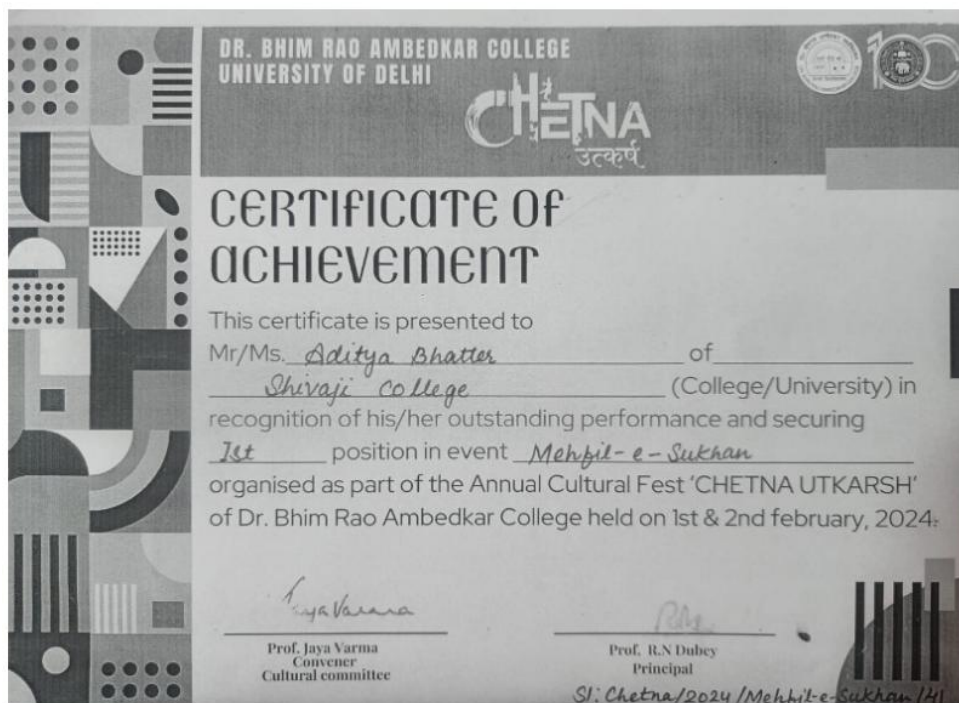 DR. BHIM RAO AMBEDKAR COLLEGE
UNIVERSITY OF DELHI
CHETNA
उत्कर्ष
100
CERTIFICATE OF
ACHIEVEMENT
This certificate is presented to
Mr/Ms. Aditya Bhatter of
Shivaji College (College/University) in
recognition of his/her outstanding performance and securing
Ist position in event Mehfil-e-Sukhan
organised as part of the Annual Cultural Fest 'CHETNA UTKARSH'
of Dr. Bhim Rao Ambedkar College held on 1st & 2nd february, 2024.
Jaya Varma
Prof. Jaya Varma
Convener
Cultural committee
Prof. R.N Dubey
Principal
Sl: Chetna/2024/Mehfil-e-Sukhan/41